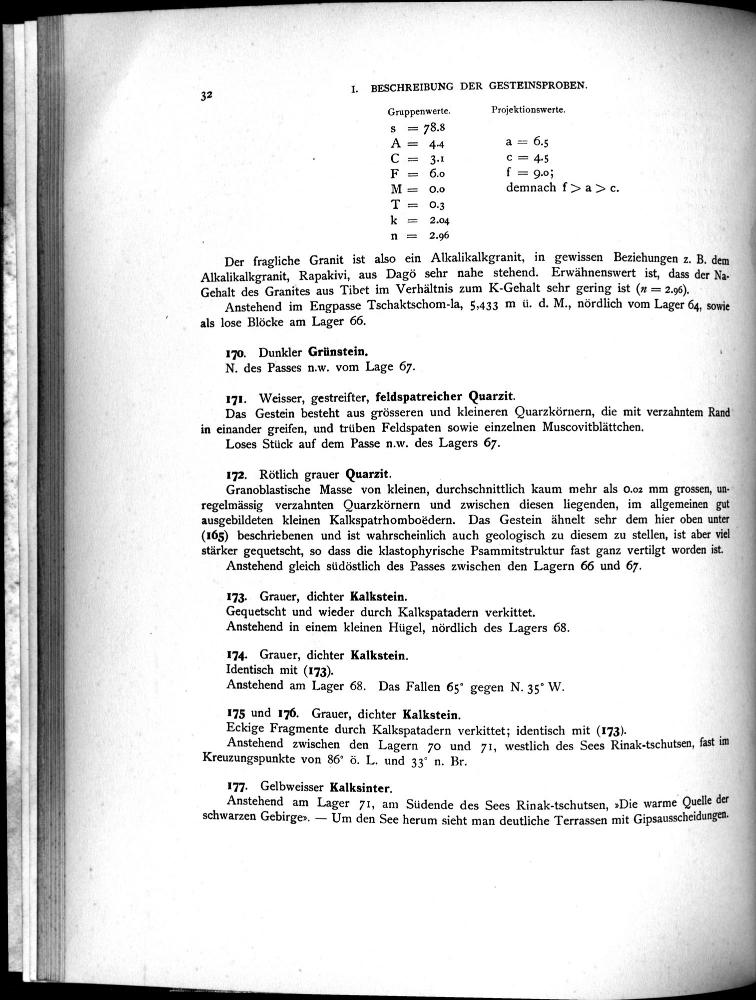 32
I. BESCHREIBUNG DER GESTEINSPROBEN.
Gruppenwerte. Projektionswerte.
s = 78.8
A = 4.4 a = 6.5
C = 3.1 c = 4.5
F = 6.0 f = 9.0;
M = 0.0 demnach f > a > c.
T = 0.3
k = 2.04
n = 2.96
Der fragliche Granit ist also ein Alkalikalkgranit, in gewissen Beziehungen z. B. dem
Alkalikalkgranit, Rapakivi, aus Dagö sehr nahe stehend. Erwähnenswert ist, dass der Na-
Gehalt des Granites aus Tibet im Verhältnis zum K-Gehalt sehr gering ist (n = 2.96).
Anstehend im Engpasse Tschaktschom-la, 5,433 m ü. d. M., nördlich vom Lager 64, sowie
als lose Blöcke am Lager 66.
170. Dunkler Grünstein.
N. des Passes n.w. vom Lage 67.
171. Weisser, gestreifter, feldspatreicher Quarzit.
Das Gestein besteht aus grösseren und kleineren Quarzkörnern, die mit verzahntem Rand
in einander greifen, und trüben Feldspaten sowie einzelnen Muscovitblättchen.
Loses Stück auf dem Passe n.w. des Lagers 67.
172. Rötlich grauer Quarzit.
Granoblastische Masse von kleinen, durchschnittlich kaum mehr als 0.02 mm grossen, un-
regelmässig verzahnten Quarzkörnern und zwischen diesen liegenden, im allgemeinen gut
ausgebildeten kleinen Kalkspatrhomboëdern. Das Gestein ähnelt sehr dem hier oben unter
(165) beschriebenen und ist wahrscheinlich auch geologisch zu diesem zu stellen, ist aber viel
stärker gequetscht, so dass die klastophyrische Psammitstruktur fast ganz vertilgt worden ist.
Anstehend gleich südöstlich des Passes zwischen den Lagern 66 und 67.
173. Grauer, dichter Kalkstein.
Gequetscht und wieder durch Kalkspatadern verkittet.
Anstehend in einem kleinen Hügel, nördlich des Lagers 68.
174. Grauer, dichter Kalkstein.
Identisch mit (173).
Anstehend am Lager 68. Das Fallen 65° gegen N. 35° W.
175 und 176. Grauer, dichter Kalkstein.
Eckige Fragmente durch Kalkspatadern verkittet; identisch mit (173).
Anstehend zwischen den Lagern 70 und 71, westlich des Sees Rinak-tschutsen, fast im
Kreuzungspunkte von 86° ö. L. und 33° n. Br.
177. Gelbweisser Kalksinter.
Anstehend am Lager 71, am Südende des Sees Rinak-tschutsen, »Die warme Quelle der
schwarzen Gebirge». — Um den See herum sieht man deutliche Terrassen mit Gipsausscheidungen.